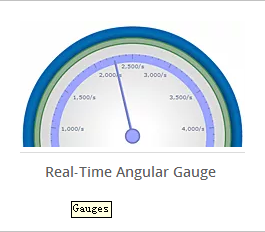 2,500/s
2,000/s
3,000/s
1,500/s
3,500/s
1,000/s
4,000/s
Real-Time Angular Gauge
Gauges